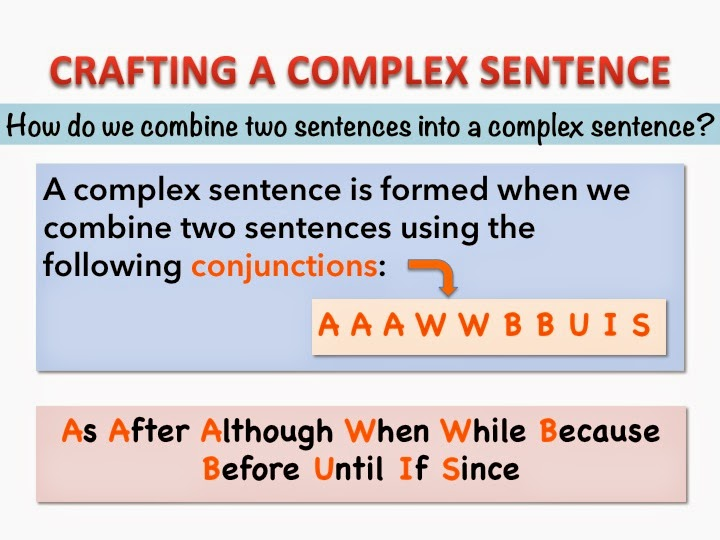 CRAFTING A COMPLEX SENTENCE
How do we combine two sentences into a complex sentence?
A complex sentence is formed when we
combine two sentences using the
following conjunctions:
A A A W W B B U I S
As After Although When While Because
Before Until If Since